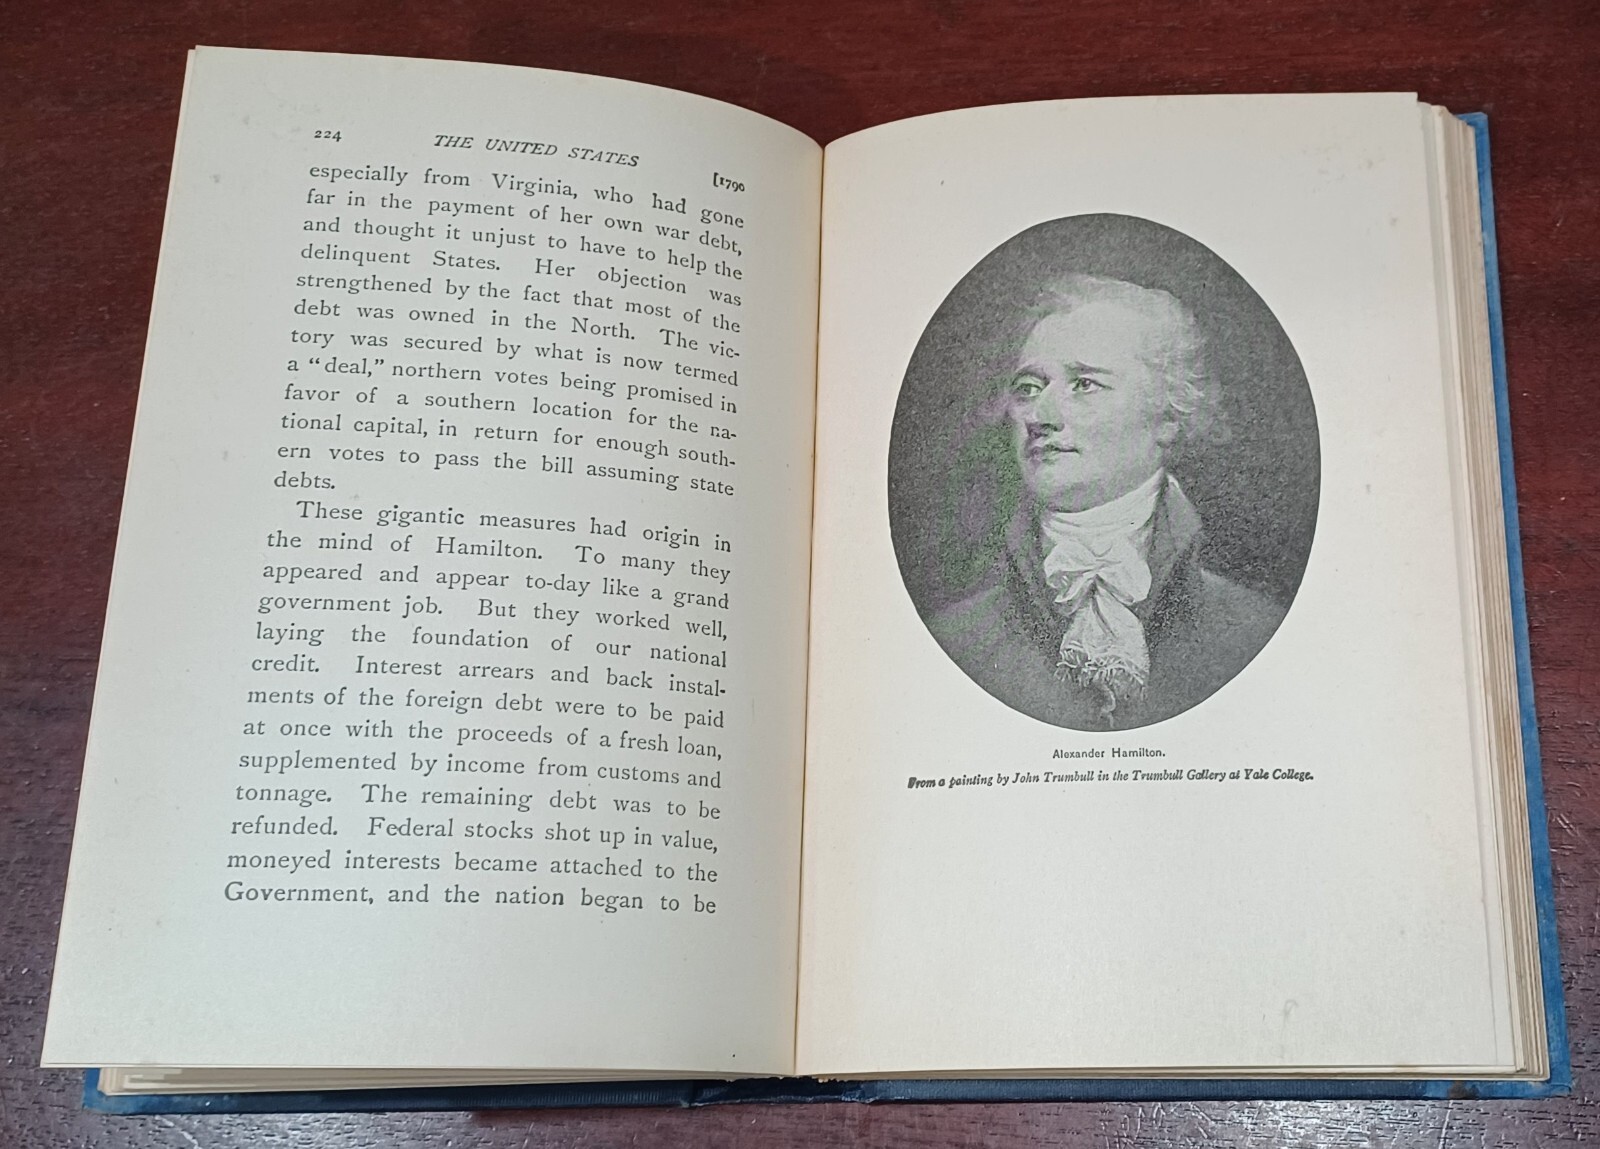 224
THE UNITED STATES
[1790
especially from Virginia, who had gone
far in the payment of her own war debt,
and thought it unjust to have to help the
delinquent States. Her objection was
strengthened by the fact that most of the
debt was owned in the North. The vic-
tory was secured by what is now termed
a “deal,” northern votes being promised in
favor of a southern location for the na-
tional capital, in return for enough south-
ern votes to pass the bill assuming state
debts.
These gigantic measures had origin in
the mind of Hamilton. To many they
appeared and appear to-day like a grand
government job. But they worked well,
laying the foundation of our national
credit. Interest arrears and back instal-
ments of the foreign debt were to be paid
at once with the proceeds of a fresh loan,
supplemented by income from customs and
tonnage. The remaining debt was to be
refunded. Federal stocks shot up in value,
moneyed interests became attached to the
Government, and the nation began to be
Alexander Hamilton.
From a painting by John Trumbull in the Trumbull Gallery at Yale College.